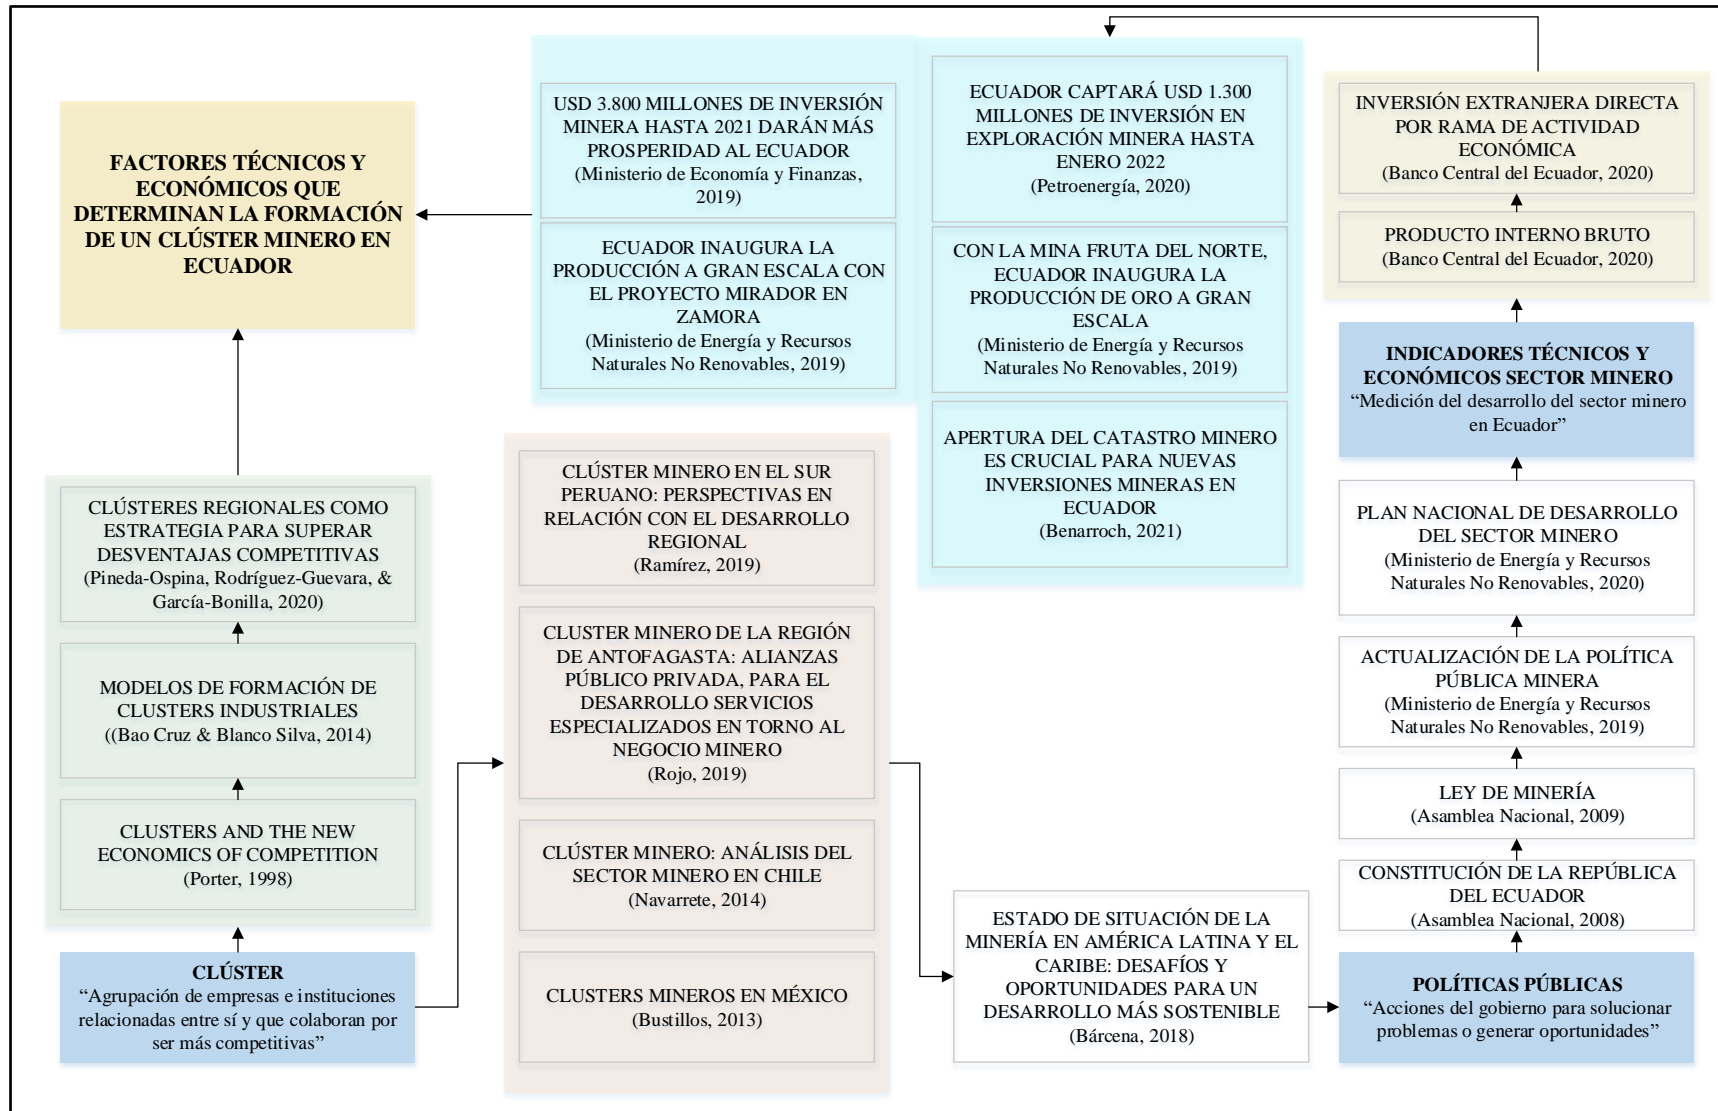 FACTORES TÉCNICOS Y
ECONÓMICOS QUE
DETERMINAN LA FORMACIÓN
DE UN CLÚSTER MINERO EN
ECUADOR
CLÚSTERES REGIONALES COMO
ESTRATEGIA PARA SUPERAR
DESVENTAJAS COMPETITIVAS
(Pineda-Ospina, Rodríguez-Guevara, &
García-Bonilla, 2020)
MODELOS DE FORMACIÓN DE
CLUSTERS INDUSTRIALES
((Bao Cruz & Blanco Silva, 2014)
CLUSTERS AND THE NEW
ECONOMICS OF COMPETITION
(Porter, 1998)
CLÚSTER
“Agrupación de empresas e instituciones
relacionadas entre sí y que colaboran por
ser más competitivas”
USD 3.800 MILLONES DE INVERSIÓN
MINERA HASTA 2021 DARÁN MÁS
PROSPERIDAD AL ECUADOR
(Ministerio de Economía y Finanzas,
2019)
ECUADOR INAUGURA LA
PRODUCCIÓN A GRAN ESCALA CON
EL PROYECTO MIRADOR EN
ZAMORA
(Ministerio de Energía y Recursos
Naturales No Renovables, 2019)
CLÚSTER MINERO EN EL SUR
PERUANO: PERSPECTIVAS EN
RELACIÓN CON EL DESARROLLO
REGIONAL
(Ramírez, 2019)
CLUSTER MINERO DE LA REGIÓN
DE ANTOFAGASTA: ALIANZAS
PÚBLICO PRIVADA, PARA EL
DESARROLLO SERVICIOS
ESPECIALIZADOS EN TORNO AL
NEGOCIO MINERO
(Rojo, 2019)
CLÚSTER MINERO: ANÁLISIS DEL
SECTOR MINERO EN CHILE
(Navarrete, 2014)
CLUSTERS MINEROS EN MÉXICO
(Bustillos, 2013)
ECUADOR CAPTARÁ USD 1.300
MILLONES DE INVERSIÓN EN
EXPLORACIÓN MINERA HASTA
ENERO 2022
(Petroenergía, 2020)
CON LA MINA FRUTA DEL NORTE,
ECUADOR INAUGURA LA
PRODUCCIÓN DE ORO A GRAN
ESCALA
(Ministerio de Energía y Recursos
Naturales No Renovables, 2019)
APERTURA DEL CATASTRO MINERO
ES CRUCIAL PARA NUEVAS
INVERSIONES MINERAS EN
ECUADOR
(Benarroch, 2021)
ESTADO DE SITUACIÓN DE LA
MINERÍA EN AMÉRICA LATINA Y EL
CARIBE: DESAFÍOS Y
OPORTUNIDADES PARA UN
DESARROLLO MÁS SOSTENIBLE
(Bárcena, 2018)
INVERSIÓN EXTRANJERA DIRECTA
POR RAMA DE ACTIVIDAD
ECONÓMICA
(Banco Central del Ecuador, 2020)
PRODUCTO INTERNO BRUTO
(Banco Central del Ecuador, 2020)
INDICADORES TÉCNICOS Y
ECONÓMICOS SECTOR MINERO
“Medición del desarrollo del sector minero
en Ecuador”
PLAN NACIONAL DE DESARROLLO
DEL SECTOR MINERO
(Ministerio de Energía y Recursos
Naturales No Renovables, 2020)
ACTUALIZACIÓN DE LA POLÍTICA
PÚBLICA MINERA
(Ministerio de Energía y Recursos
Naturales No Renovables, 2019)
LEY DE MINERÍA
(Asamblea Nacional, 2009)
CONSTITUCIÓN DE LA REPÚBLICA
DEL ECUADOR
(Asamblea Nacional, 2008)
POLÍTICAS PÚBLICAS
“Acciones del gobierno para solucionar
problemas o generar oportunidades”